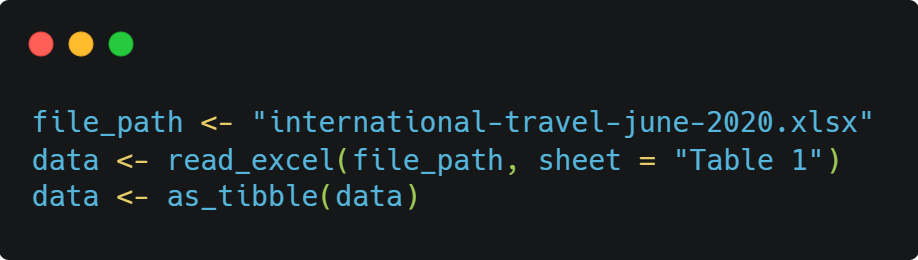 file_path <- "international-travel-june-2020.xlsx"
data <- read_excel(file_path, sheet = "Table 1")
data <- as_tibble(data)